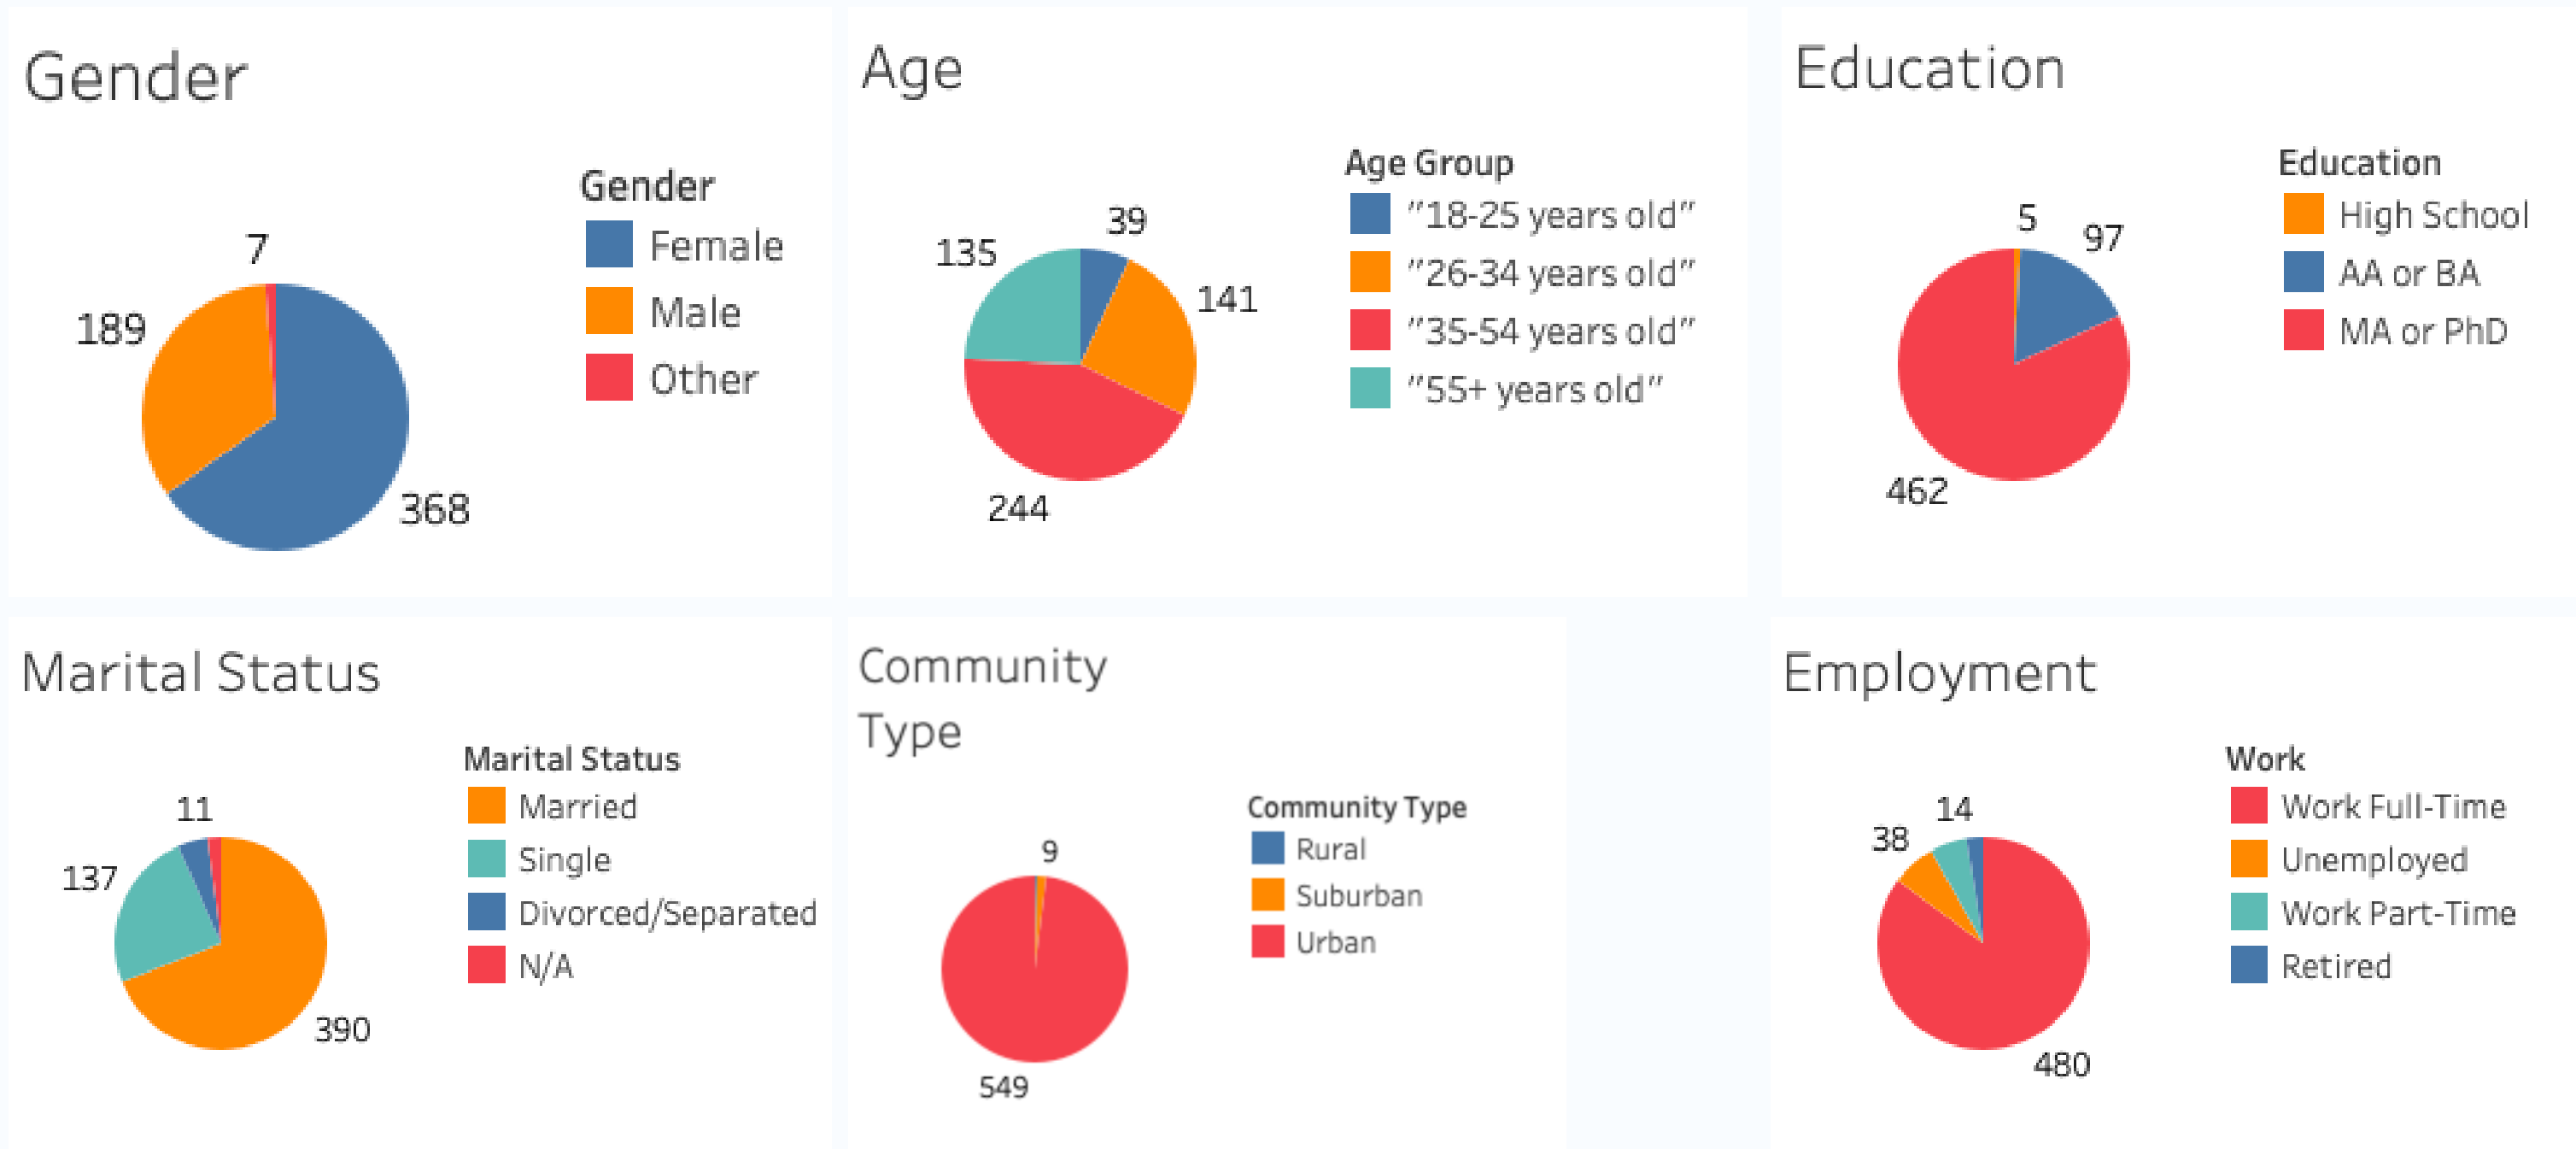 Gender
Gender
Female
Male
Other
7
189
368
Age
Age Group
"18-25 years old"
"26-34 years old"
"35-54 years old"
"55+ years old"
39
135
141
244
Education
Education
High School
AA or BA
MA or PhD
5
97
462
Marital Status
Marital Status
Married
Single
Divorced/Separated
N/A
11
137
390
Community
Type
Community Type
Rural
Suburban
Urban
9
549
Employment
Work
Work Full-Time
Unemployed
Work Part-Time
Retired
14
38
480